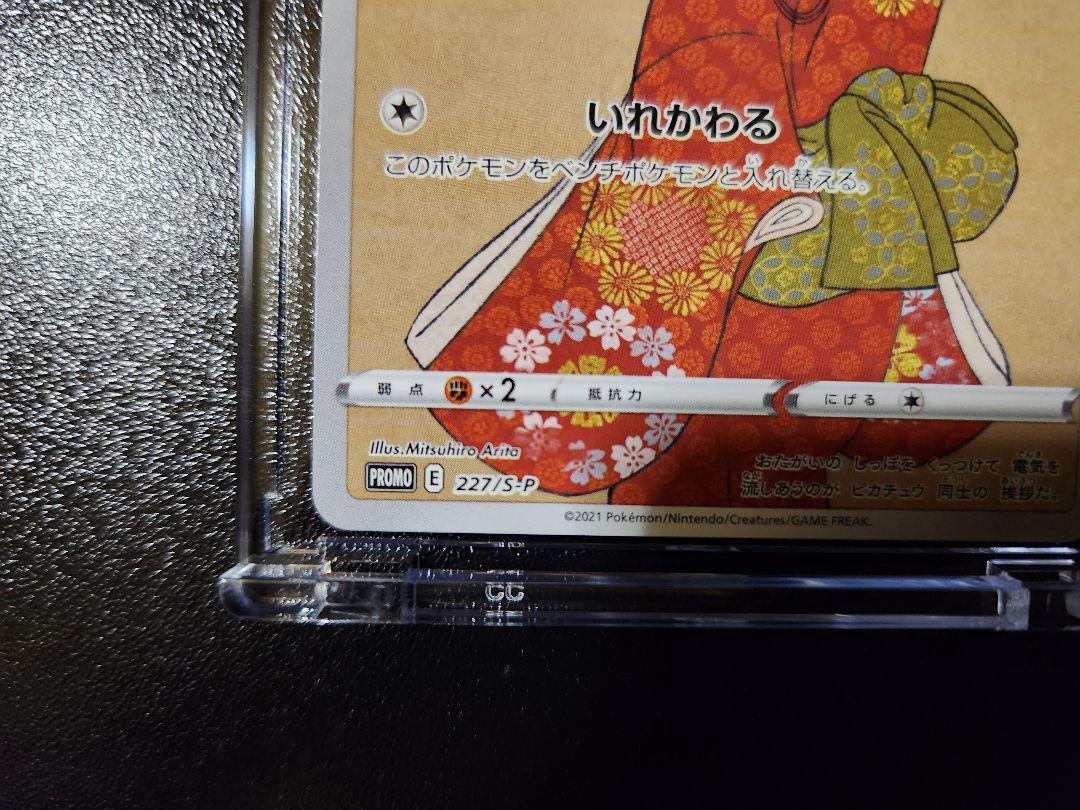 いれかわる
このポケモンをベンチポケモンと入れ替える。
弱点 ×2 抵抗力 にげる
Illus.Mitsuhiro Arita
PROMO E 227/S-P
おたがいの しっぽを くっつけて 電気を
流しあうのが ピカチュウ 同士の 挨拶だ。
©2021 Pokémon/Nintendo/Creatures/GAME FREAK.